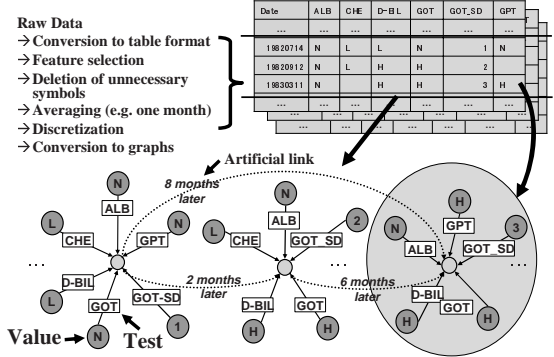 Raw Data
→Conversion to table format
→Feature selection
→Deletion of unnecessary
symbols
→Averaging (e.g. one month)
→Discretization
→Conversion to graphs
Date ALB CHE D-BIL GOT GOT_SD GPT
... ... ... ... ... ... ...
19820714 N L L N 1 N
19820912 N L H H 2
19830311 N H H 3 H
... ... ... ... ... ... ...
... ... ... ... ... ...
Artificial link
8 months
later
N
ALB
L
CHE
GPT
N
D-BIL
L
GOT
GOT-SD
N
1
Value
Test
...
2 months
later
N
ALB
L
CHE
GOT_SD
2
D-BIL
H
GOT
H
H
6 months
later
H
GPT
N
ALB
GOT_SD
3
D-BIL
GOT
H
H
...